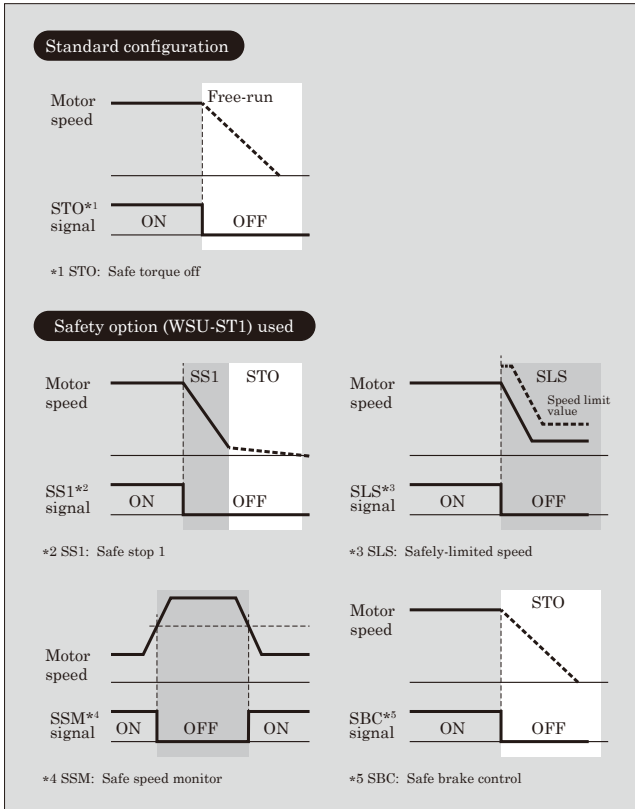 Standard configuration
Motor
speed
Free-run
STO*1
signal
ON
OFF
*1 STO: Safe torque off
Safety option (WSU-ST1) used
Motor
speed
SS1
STO
SS1*2
signal
ON
OFF
*2 SS1: Safe stop 1
Motor
speed
SLS
Speed limit
value
SLS*3
signal
ON
OFF
*3 SLS: Safely-limited speed
Motor
speed
SSM*4
signal
ON
OFF
ON
*4 SSM: Safe speed monitor
Motor
speed
STO
SBC*5
signal
ON
OFF
*5 SBC: Safe brake control